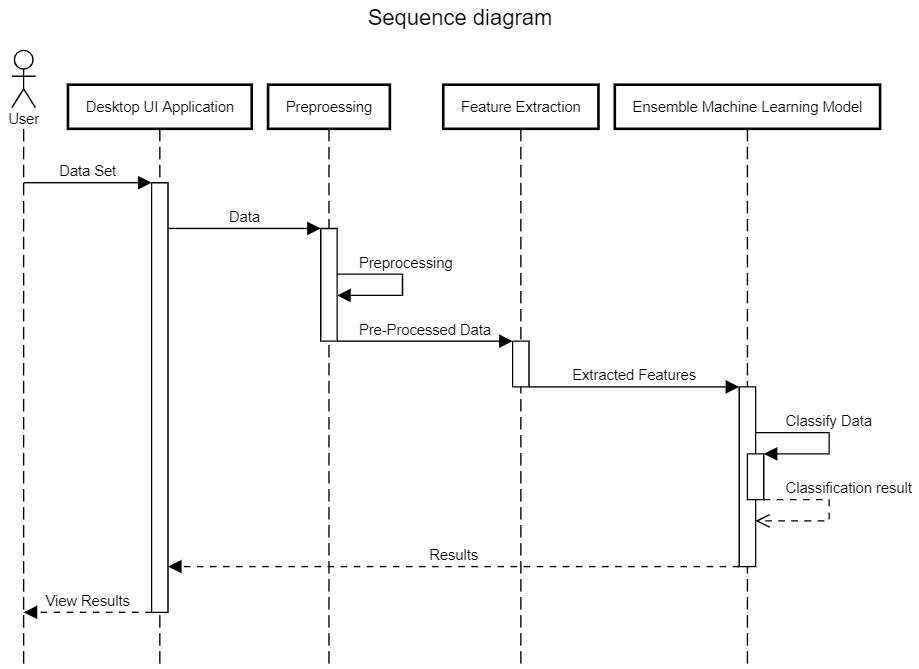 Sequence diagram
User
Desktop UI Application
Preproessing
Feature Extraction
Ensemble Machine Learning Model
Data Set
Data
Preprocessing
Pre-Processed Data
Extracted Features
Classify Data
Classification result
Results
View Results